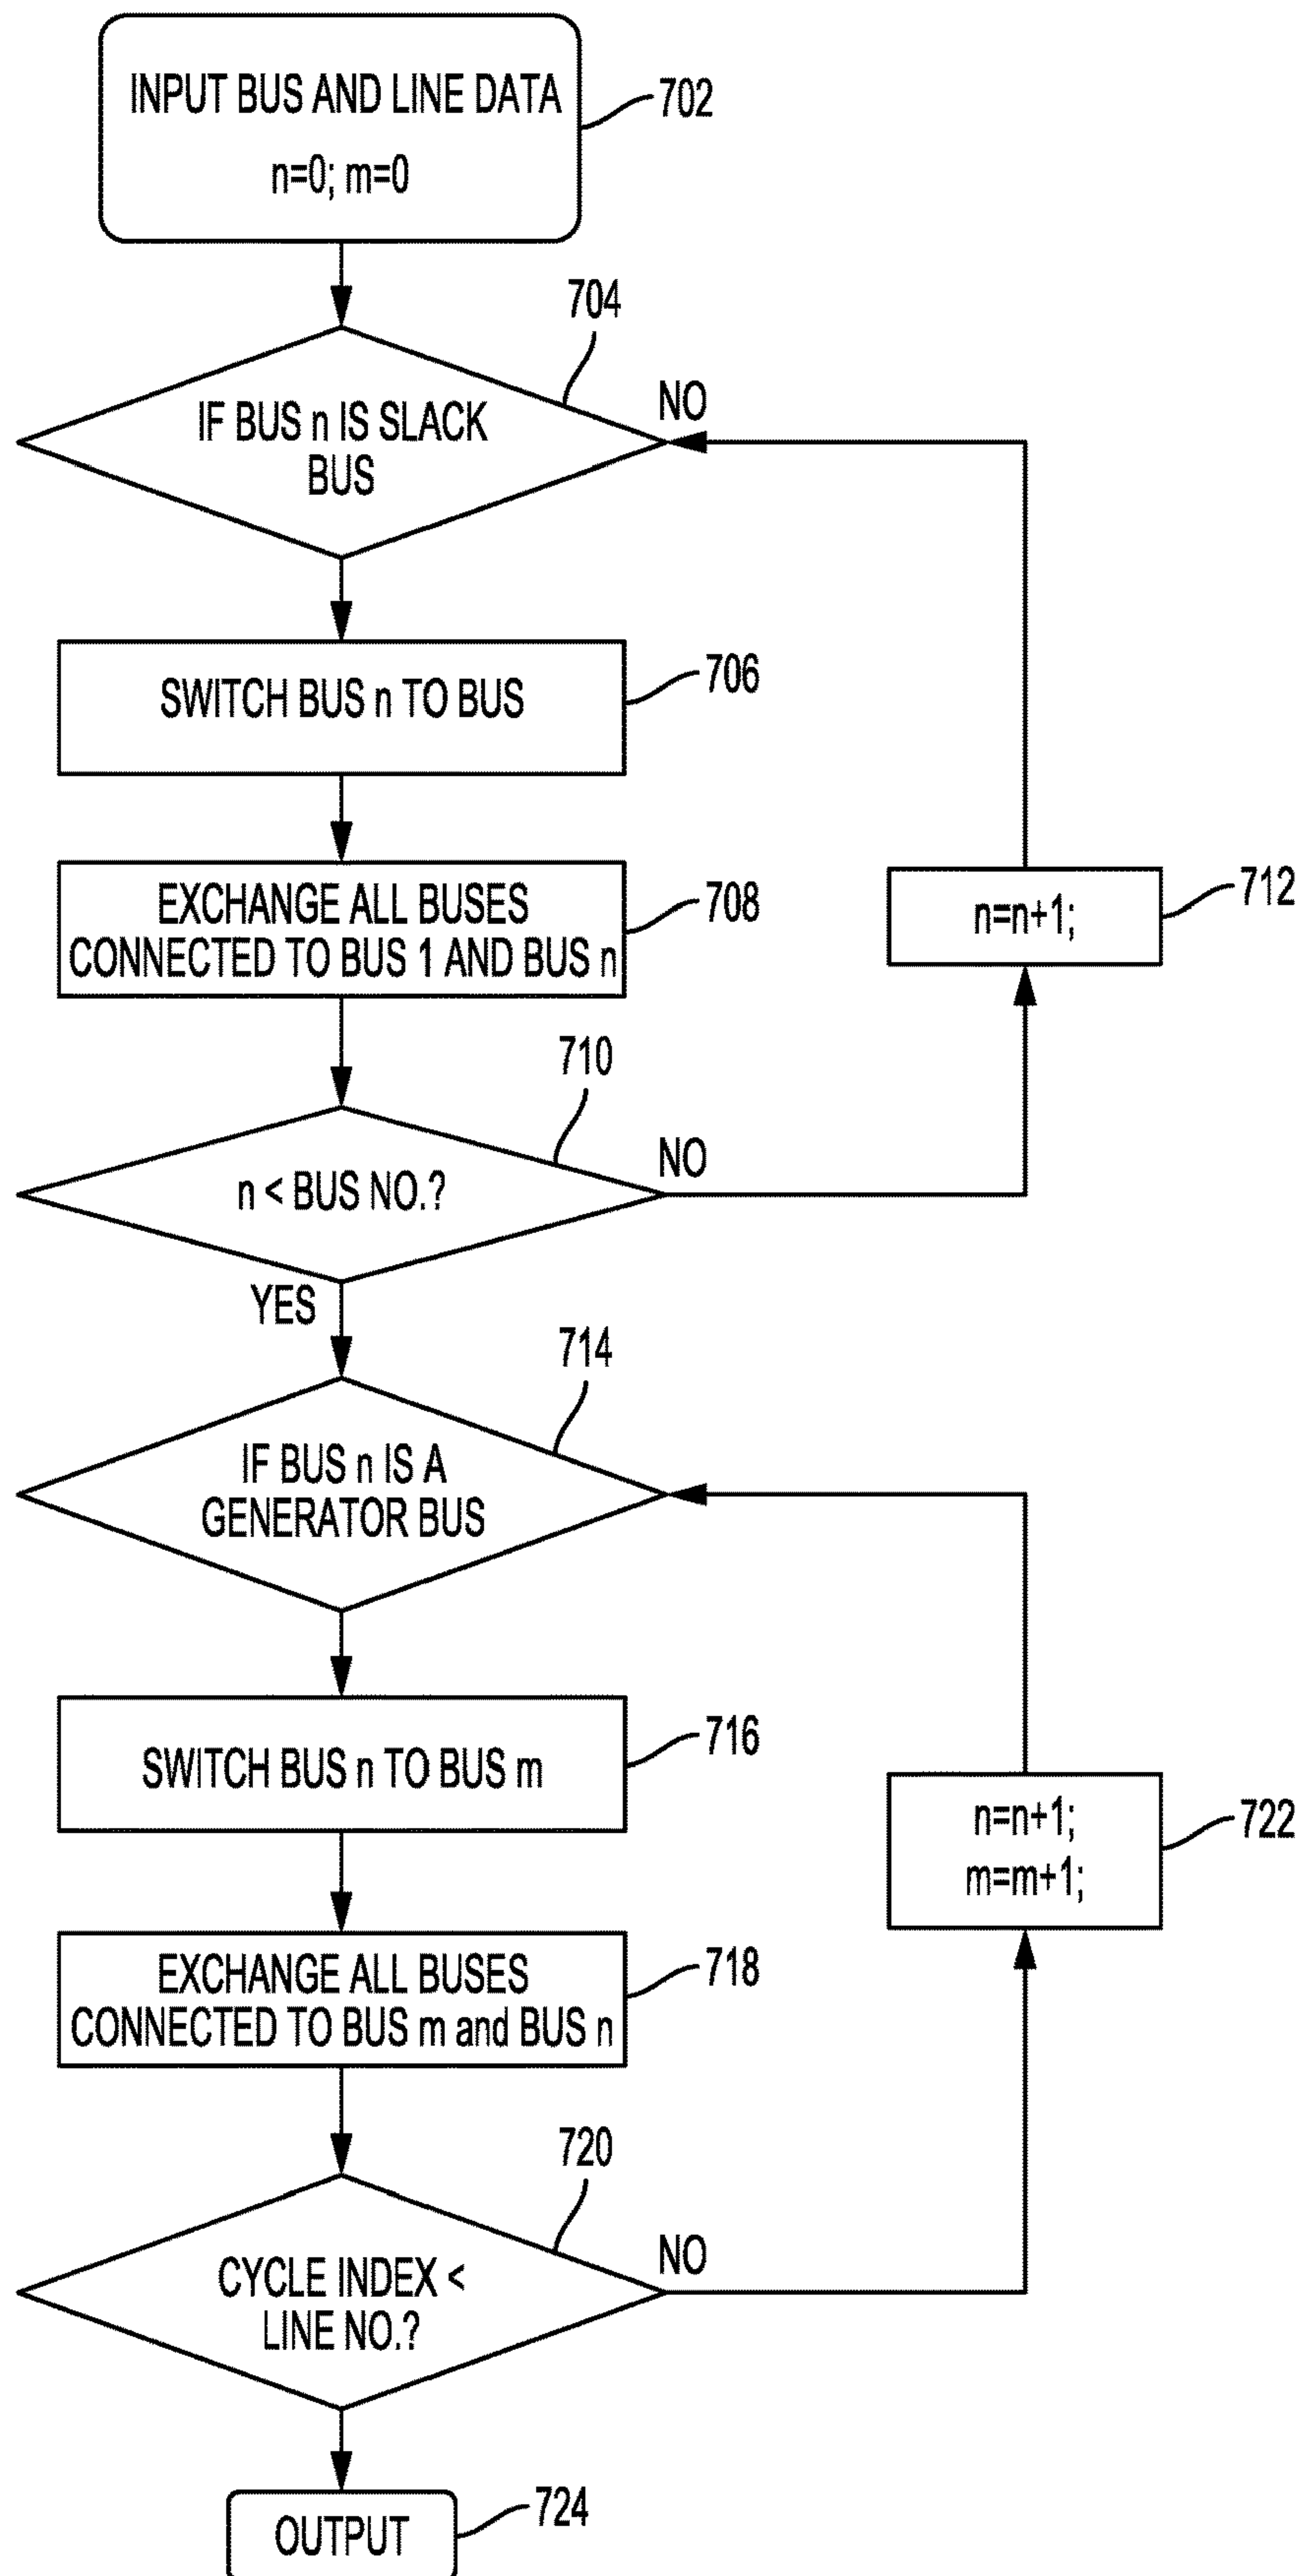 INPUT BUS AND LINE DATA
n=0; m=0
702
704
IF BUS n IS SLACK
BUS
NO
SWITCH BUS n TO BUS
706
EXCHANGE ALL BUSES
CONNECTED TO BUS 1 AND BUS n
708
n=n+1;
712
710
n < BUS NO.?
NO
YES
714
IF BUS n IS A
GENERATOR BUS
SWITCH BUS n TO BUS m
716
n=n+1;
m=m+1;
722
EXCHANGE ALL BUSES
CONNECTED TO BUS m and BUS n
718
720
CYCLE INDEX <
LINE NO.?
NO
OUTPUT
724